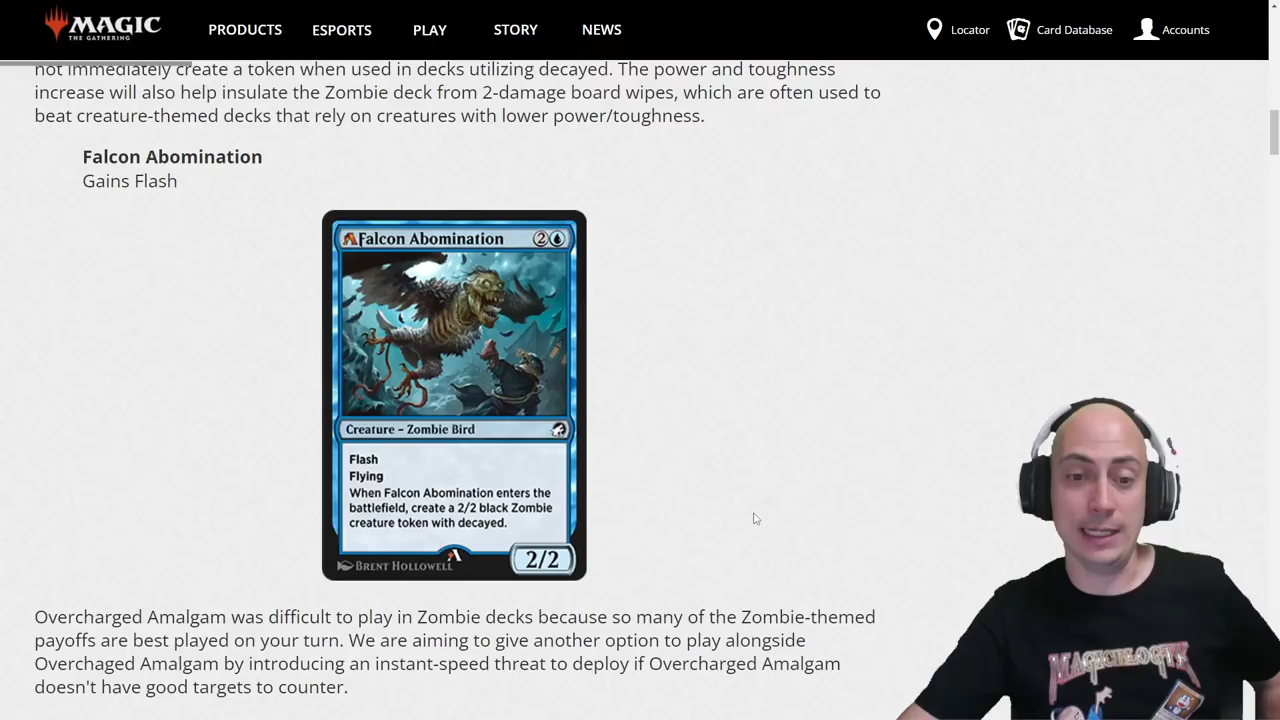 MAGIC
THE GATHERING
PRODUCTS ESPORTS PLAY STORY NEWS Locator Card Database Accounts
not immediately create a token when used in decks utilizing decayed. The power and toughness
increase will also help insulate the Zombie deck from 2-damage board wipes, which are often used to
beat creature-themed decks that rely on creatures with lower power/toughness.
Falcon Abomination
Gains Flash
Falcon Abomination 2
Creature – Zombie Bird
Flash
Flying
When Falcon Abomination enters the
battlefield, create a 2/2 black Zombie
creature token with decayed.
2/2
BRENT HOLLOWELL
Overcharged Amalgam was difficult to play in Zombie decks because so many of the Zombie-themed
payoffs are best played on your turn. We are aiming to give another option to play alongside
Overchaged Amalgam by introducing an instant-speed threat to deploy if Overcharged Amalgam
doesn't have good targets to counter.